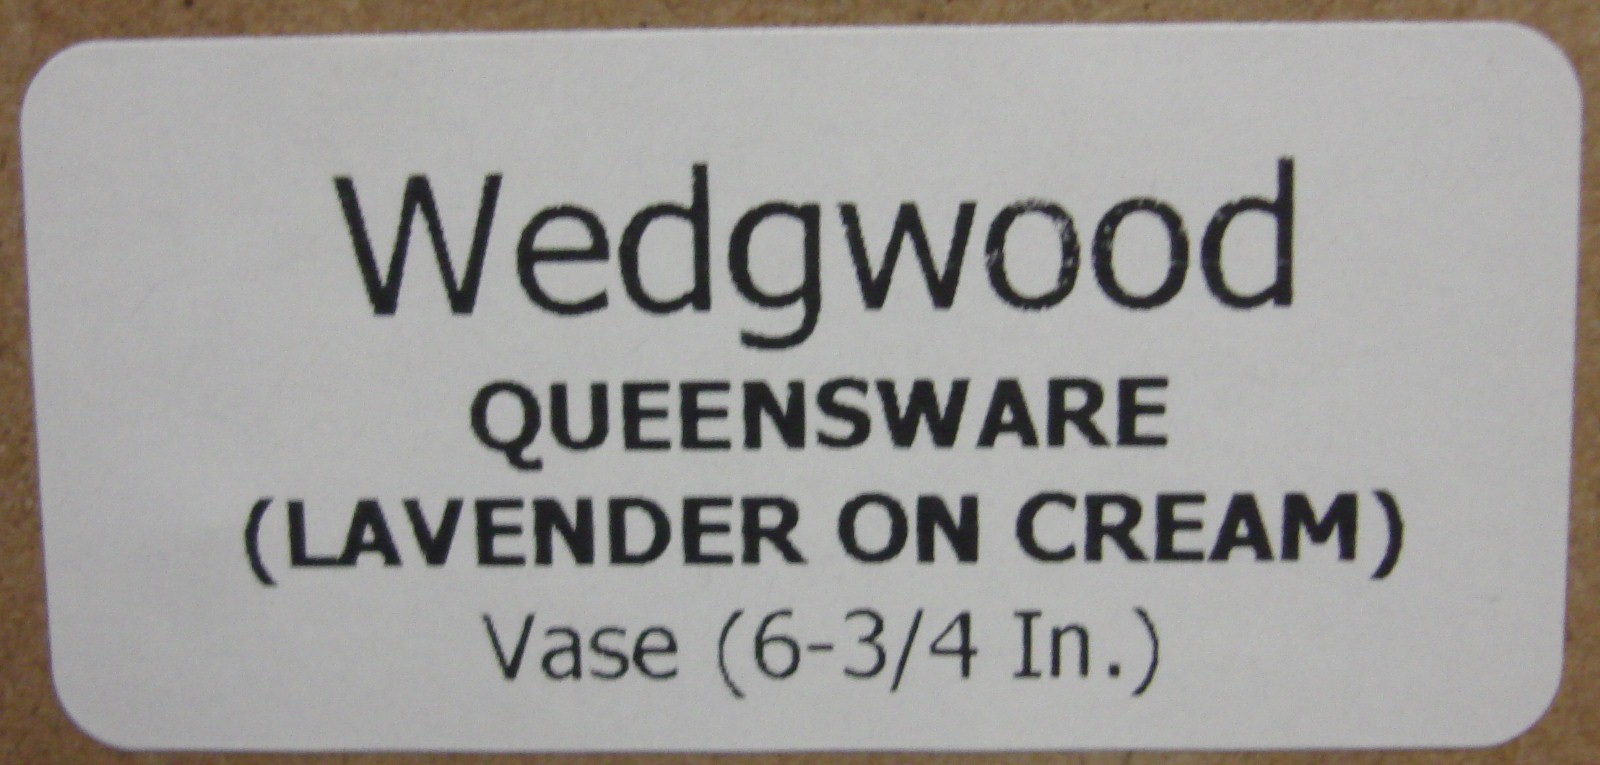 Wedgwood
QUEENSWARE
(LAVENDER ON CREAM)
Vase (6-3/4 In.)